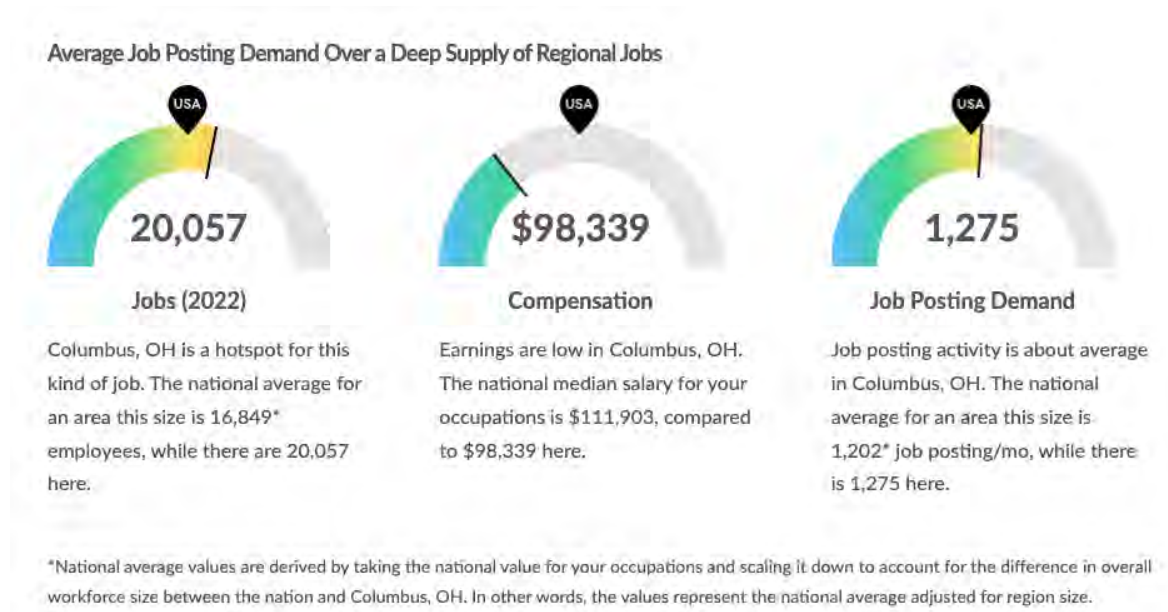 Average Job Posting Demand Over a Deep Supply of Regional Jobs
USA
20,057
Jobs (2022)
Columbus, OH is a hotspot for this
kind of job. The national average for
an area this size is 16,849*
employees, while there are 20,057
here.
USA
$98,339
Compensation
Earnings are low in Columbus, OH.
The national median salary for your
occupations is $111,903, compared
to $98,339 here.
USA
1,275
Job Posting Demand
Job posting activity is about average
in Columbus, OH. The national
average for an area this size is
1,202* job posting/mo, while there
is 1,275 here.
*National average values are derived by taking the national value for your occupations and scaling it down to account for the difference in overall
workforce size between the nation and Columbus, OH. In other words, the values represent the national average adjusted for region size.